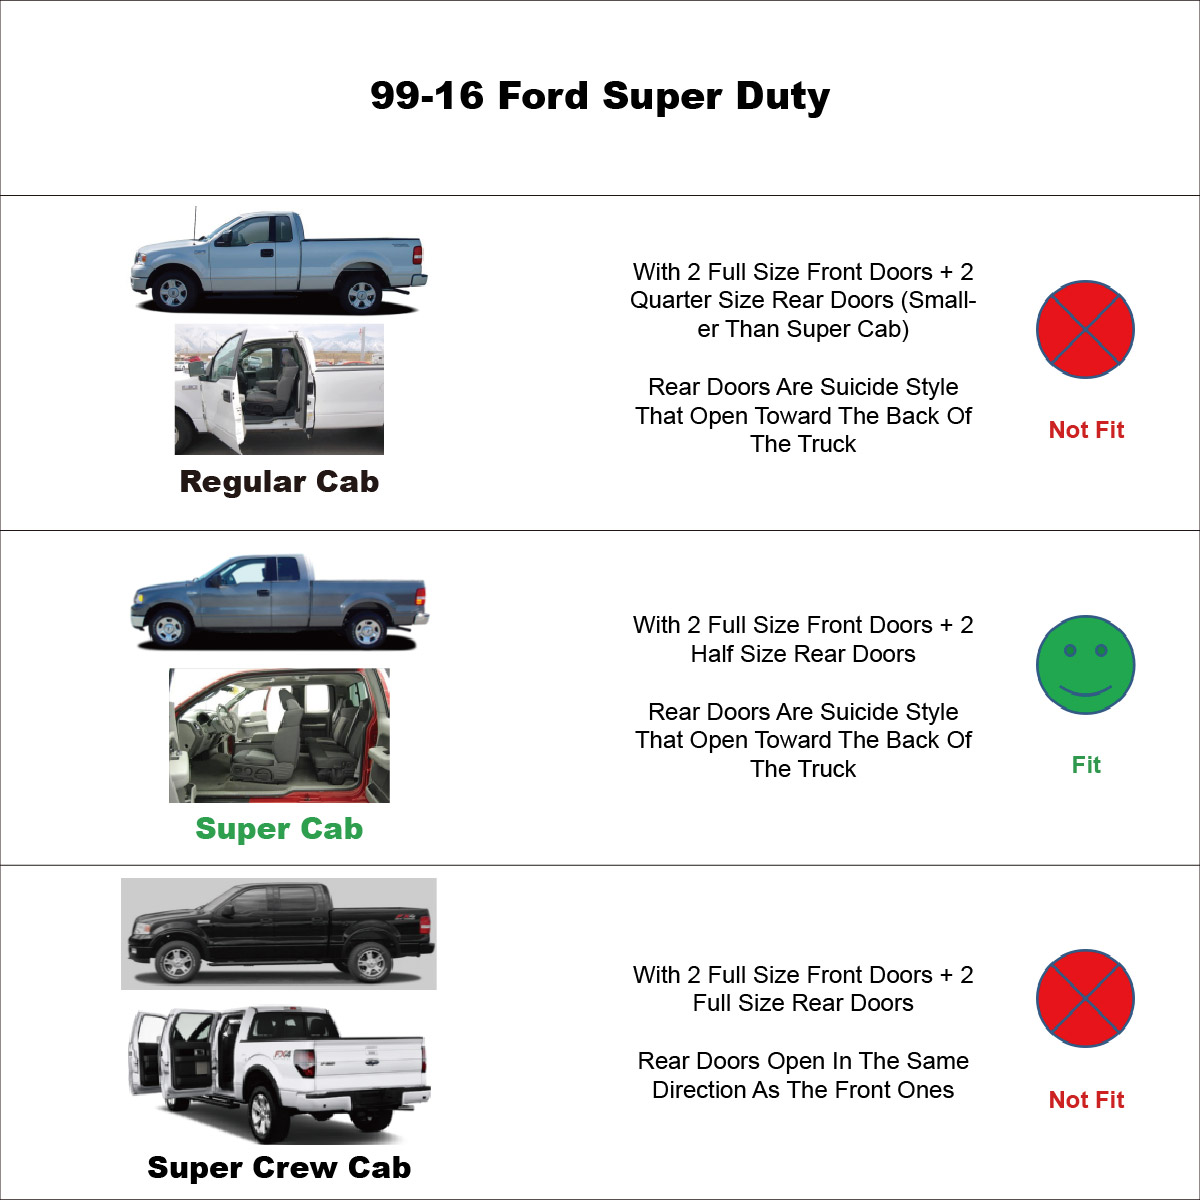 99-16 Ford Super Duty
With 2 Full Size Front Doors + 2
Quarter Size Rear Doors (Small-
er Than Super Cab)
Rear Doors Are Suicide Style
That Open Toward The Back Of
The Truck
Not Fit
Regular Cab
With 2 Full Size Front Doors + 2
Half Size Rear Doors
Rear Doors Are Suicide Style
That Open Toward The Back Of
The Truck
Fit
Super Cab
With 2 Full Size Front Doors + 2
Full Size Rear Doors
Rear Doors Open In The Same
Direction As The Front Ones
Not Fit
FX4
Super Crew Cab